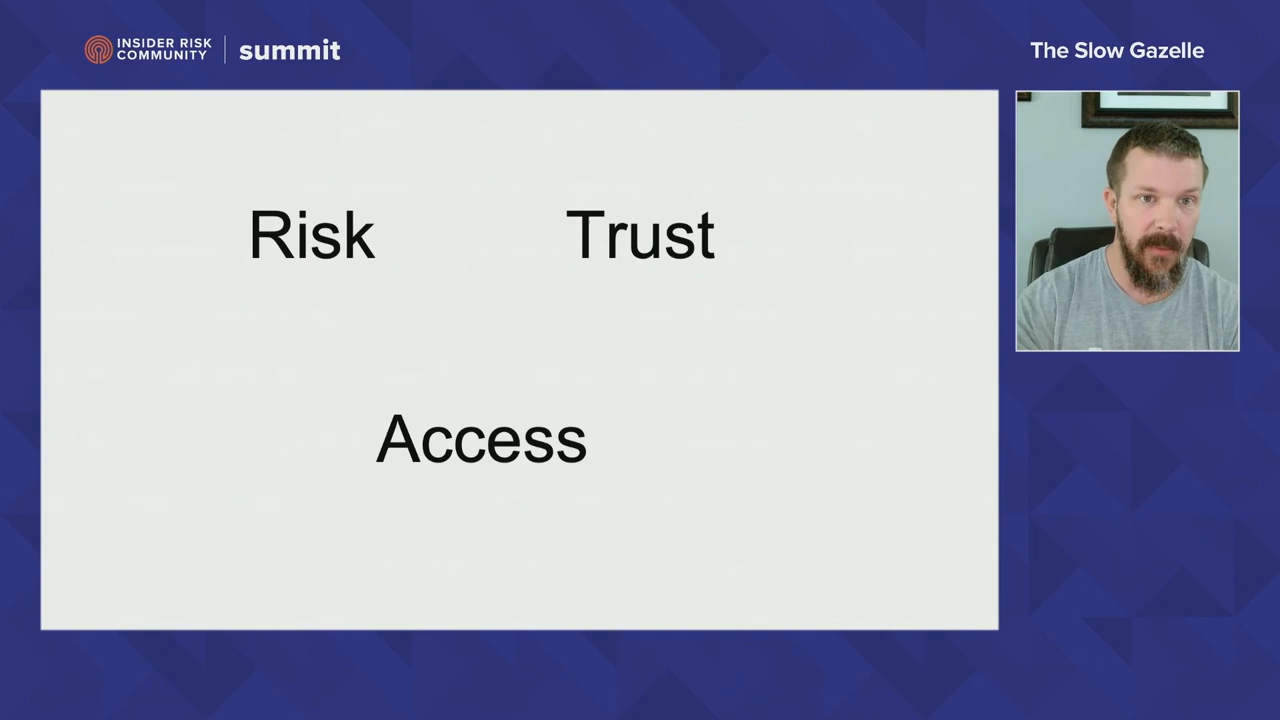 INSIDER RISK
COMMUNITY
summit
The Slow Gazelle
Risk
Trust
Access